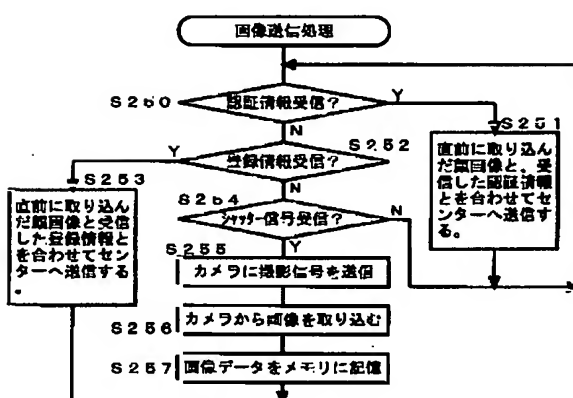 画像送信処理
S250
認証情報受信?
Y
N
S251
直前に取り込ん
だ顔画像と、受
信した認証情報
とを合わせてセ
ンターへ送信す
る。
S252
登録情報受信?
Y
N
S253
直前に取り込ん
だ顔画像と受信
した登録情報と
を合わせてセン
ターへ送信する
。
S254
シャッター信号受信?
N
Y
S255
カメラに撮影信号を送信
S256
カメラから画像を取り込む
S257
画像データをメモリに記憶